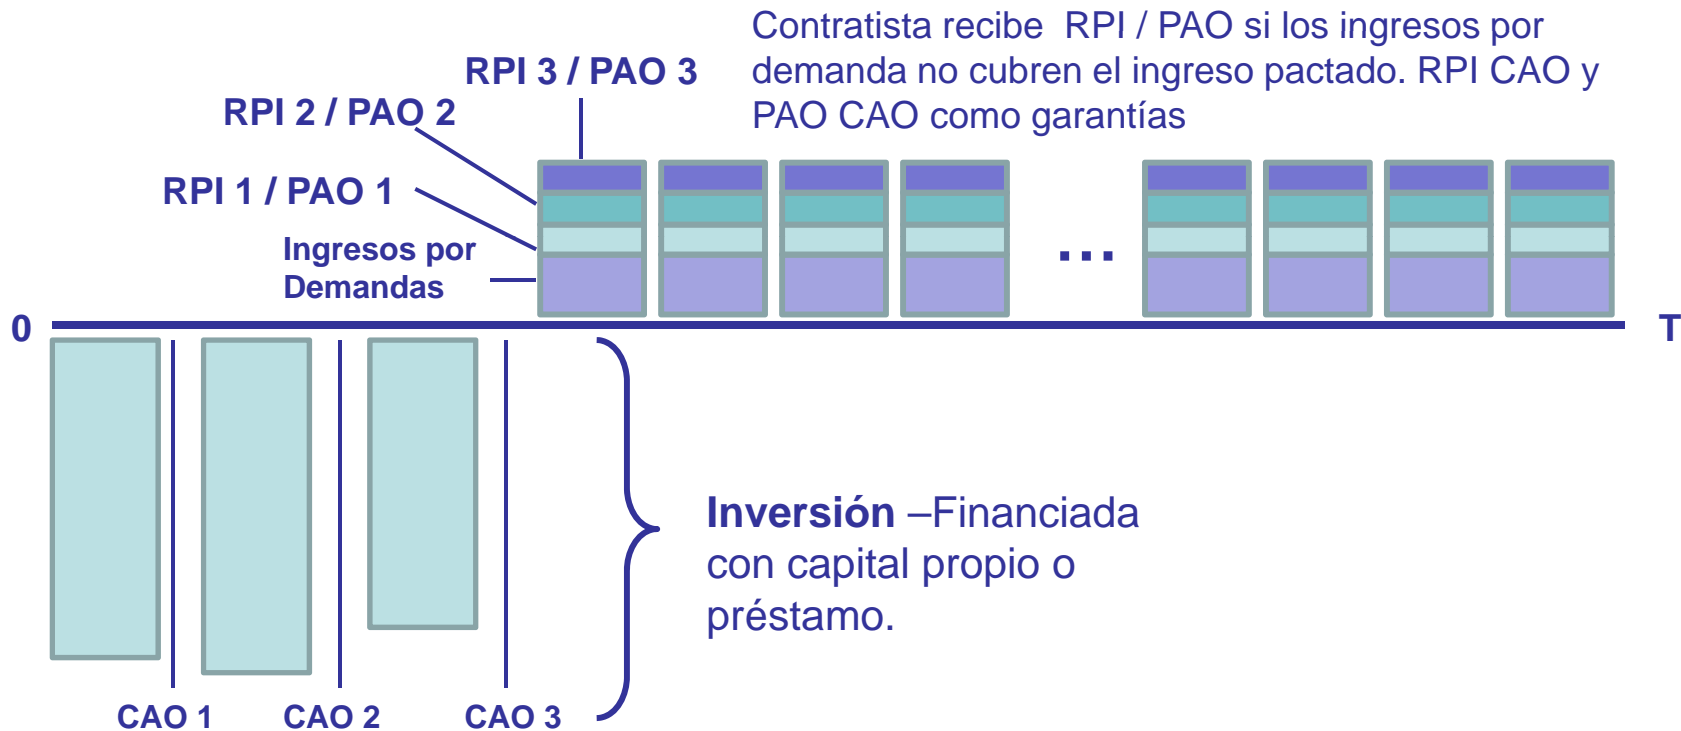 Contratista recibe RPI / PAO si los ingresos por
demanda no cubren el ingreso pactado. RPI CAO y
PAO CAO como garantías
RPI 3 / PAO 3
RPI 2 / PAO 2
RPI 1 / PAO 1
Ingresos por
Demandas
...
0
T
Inversión –Financiada
con capital propio o
préstamo.
CAO 1
CAO 2
CAO 3